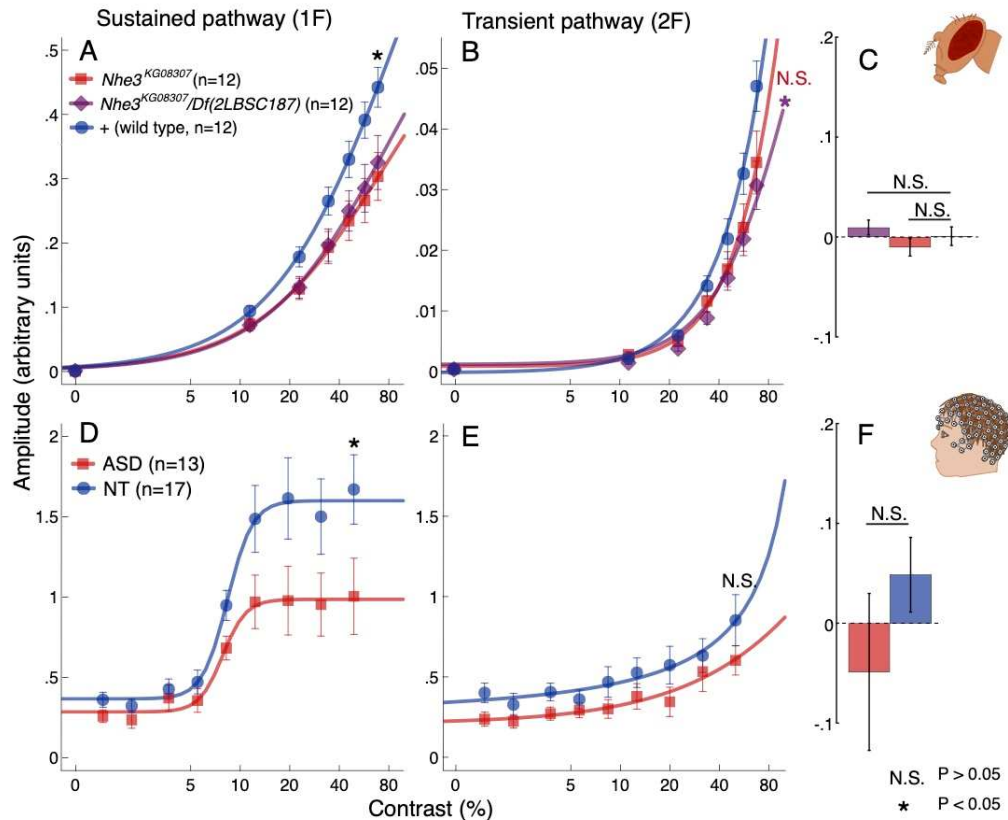 Sustained pathway (1F)
Transient pathway (2F)
A
.5
.4
.3
.2
.1
0
*
Nhe3KG08307 (n=12)
Nhe3KG08307/Df(2LBSC187) (n=12)
+ (wild type, n=12)
0 5 10 20 40 80
B
.05
.04
.03
.02
.01
0
N.S.
*
0 5 10 20 40 80
C
.2
N.S.
N.S.
0
-.1
Amplitude (arbitrary units)
D
2
1.5
1
.5
0
*
ASD (n=13)
NT (n=17)
0 5 10 20 40 80
E
2
1.5
1
.5
0
N.S.
0 5 10 20 40 80
F
.2
.1
N.S.
0
-.1
Contrast (%)
N.S. P > 0.05
* P < 0.05